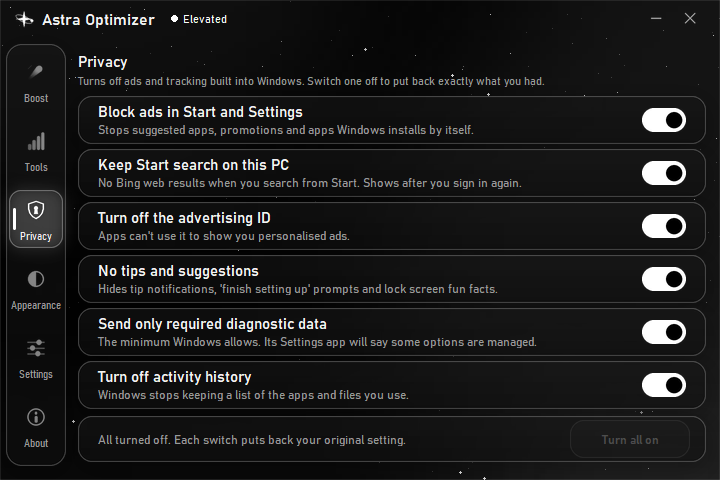 Astra Optimizer
Elevated
Boost
Tools
Privacy
Appearance
Settings
About
Privacy
Turns off ads and tracking built into Windows. Switch one off to put back exactly what you had.
Block ads in Start and Settings
Stops suggested apps, promotions and apps Windows installs by itself.
Keep Start search on this PC
No Bing web results when you search from Start. Shows after you sign in again.
Turn off the advertising ID
Apps can't use it to show you personalised ads.
No tips and suggestions
Hides tip notifications, 'finish setting up' prompts and lock screen fun facts.
Send only required diagnostic data
The minimum Windows allows. Its Settings app will say some options are managed.
Turn off activity history
Windows stops keeping a list of the apps and files you use.
All turned off. Each switch puts back your original setting.
Turn all on